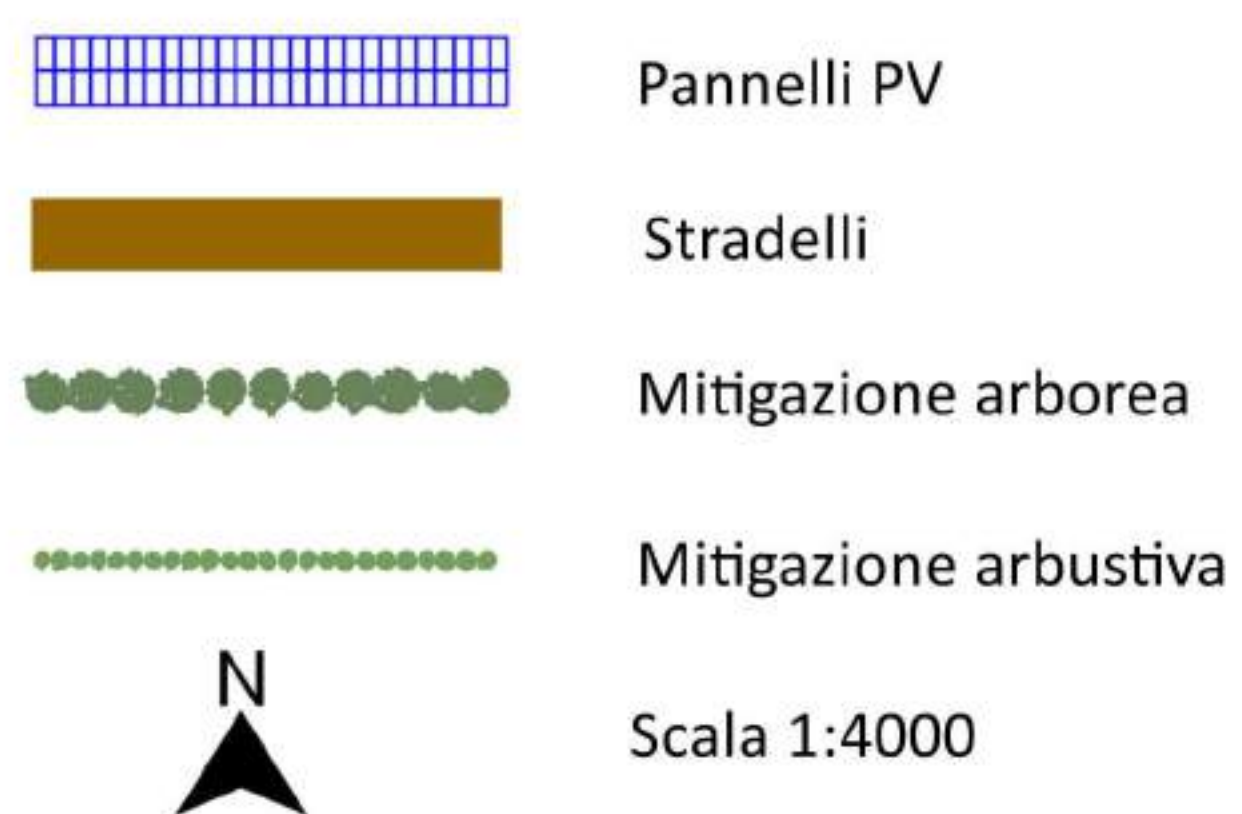 Pannelli PV
Stradelli
Mitigazione arborea
Mitigazione arbustiva
N
Scala 1:4000